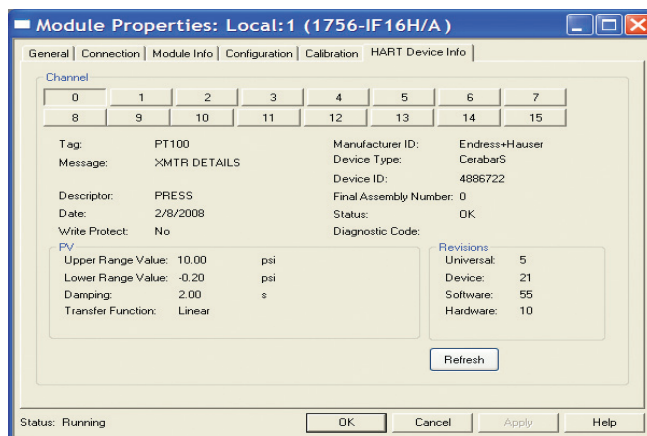 Module Properties: Local:1 (1756-IF16H/A)
General Connection Module Info Configuration Calibration HART Device Info
Channel
0 1 2 3 4 5 6 7
8 9 10 11 12 13 14 15
Tag: PT100 Manufacturer ID: Endress+Hauser
Message: XMTR DETAILS Device Type: CerabarS
Device ID: 4886722
Descriptor: PRESS Final Assembly Number: 0
Date: 2/8/2008 Status: OK
Write Protect: No Diagnostic Code:
PV Revisions
Upper Range Value: 10.00 psi Universal: 5
Lower Range Value: -0.20 psi Device: 21
Damping: 2.00 s Software: 55
Transfer Function: Linear Hardware: 10
Refresh
Status: Running OK Cancel Apply Help